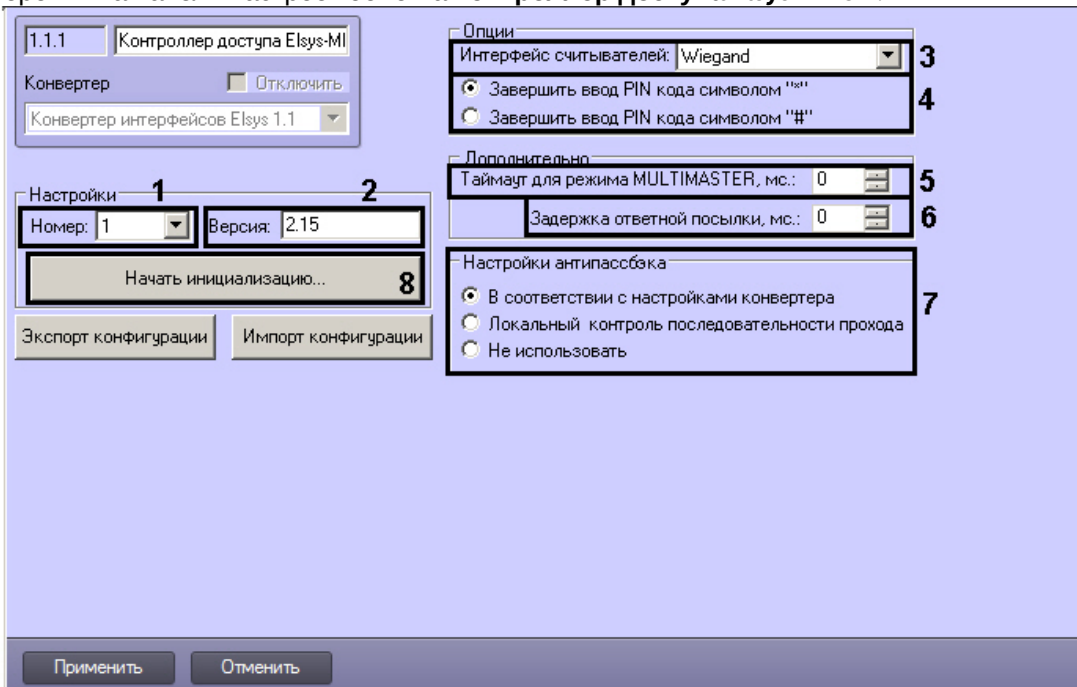 1.1.1 Контроллер доступа Elsys-MI
Конвертер Отключить
Конвертер интерфейсов Elsys 1.1
Настройки 1 2
Номер: 1 Версия: 2.15
Начать инициализацию... 8
Экспорт конфигурации Импорт конфигурации
Опции
Интерфейс считывателей: Wiegand 3
Завершить ввод PIN кода символом "*"
4
Завершить ввод PIN кода символом "#"
Дополнительно
Таймаут для режима MULTIMASTER, мс.: 0 5
Задержка ответной посылки, мс.: 0 6
Настройки антипассбэка
В соответствии с настройками конвертера
7
Локальный контроль последовательности прохода
Не использовать
Применить Отменить